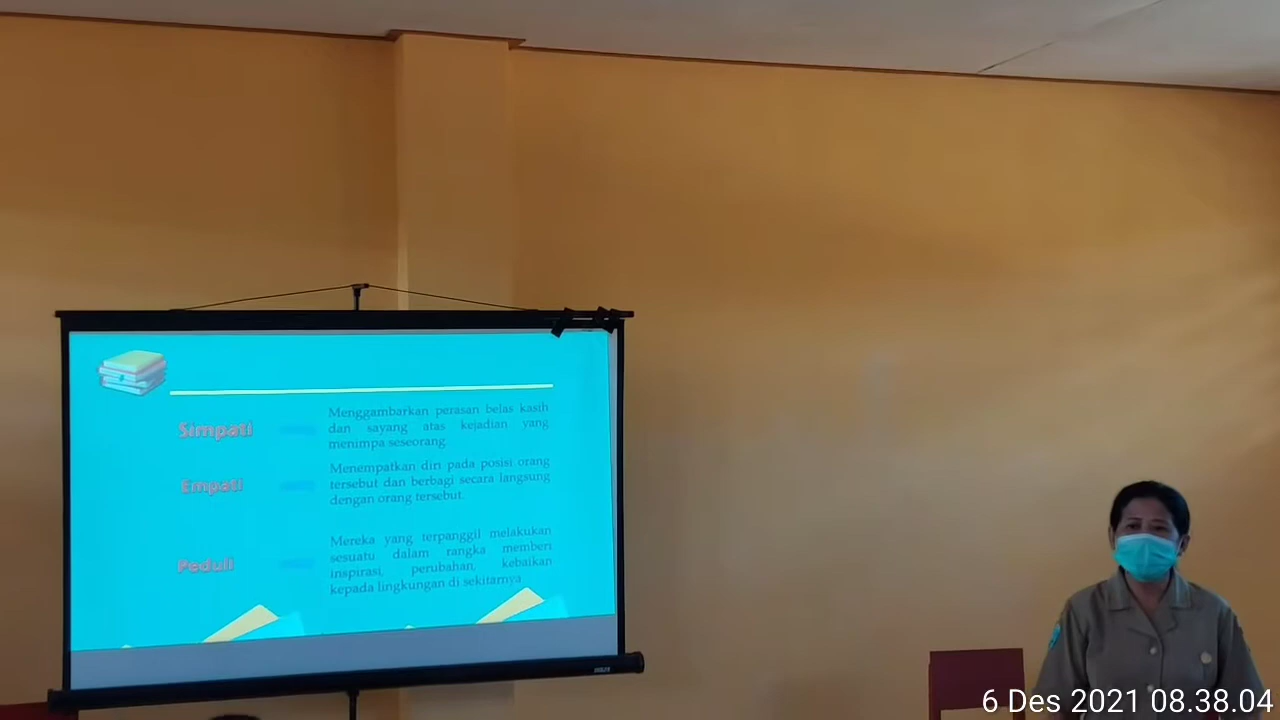 Simpati
Menggambarkan perasan belas kasth
dan sayang atas kejadian yang
menimpa seseorang.
Empati
Menempatkan diri pada posisi orang
tersebut dan berbagi secara langsung
dengan orang tersebut.
Peduli
Mereka yang terpanggil melakukan
sesuatu dalam rangka memberi
inspirasi, perubahan, kebaikan
kepada lingkungan di sekitarnya
6 Des 2021 08.38.04